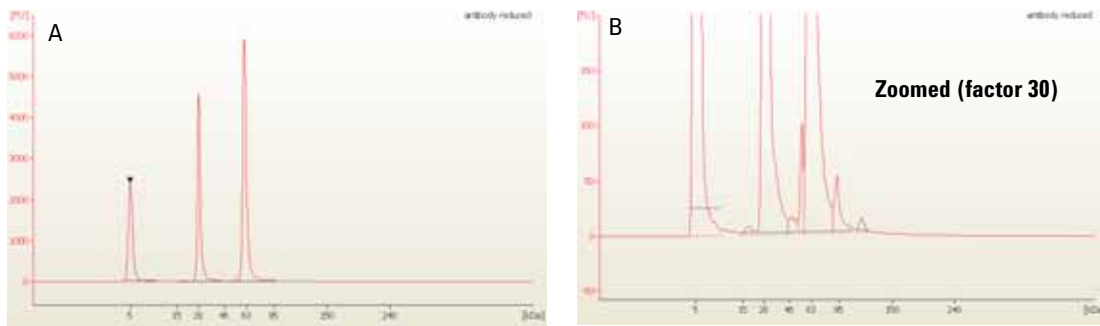 [FU]
antibody reduced
A
6000
5000
4000
3000
2000
1000
0
5 15 28 46 63 95 150 240 [kDa]
[FU]
antibody reduced
B
Zoomed (factor 30)
150
100
50
0
-50
5 15 28 46 63 95 150 240 [kDa]